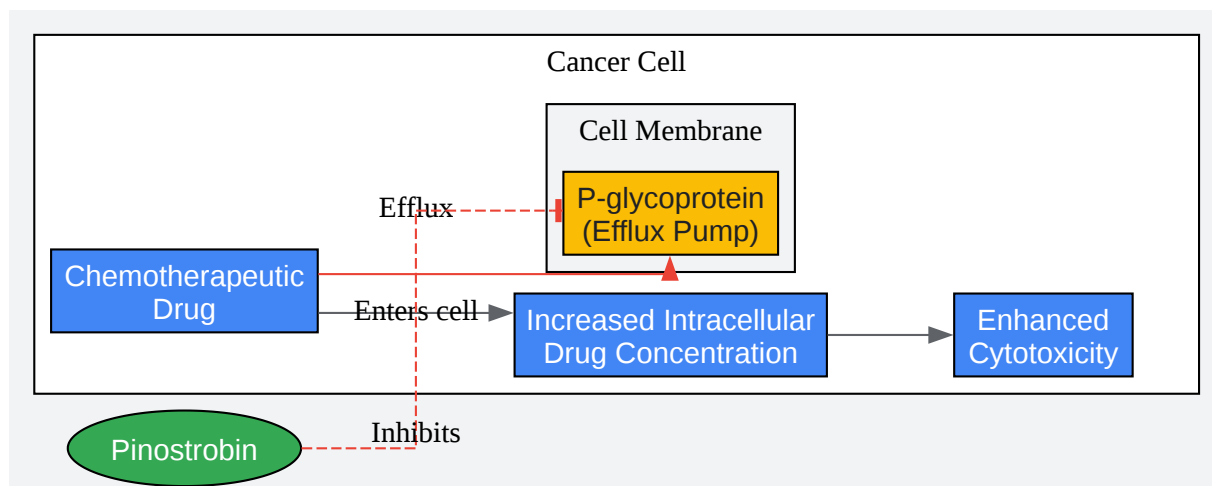 Cancer Cell
Cell Membrane
P-glycoprotein
(Efflux Pump)
Efflux
Chemotherapeutic
Drug
Enters cell
Increased Intracellular
Drug Concentration
Enhanced
Cytotoxicity
Inhibits
Pinostrobin